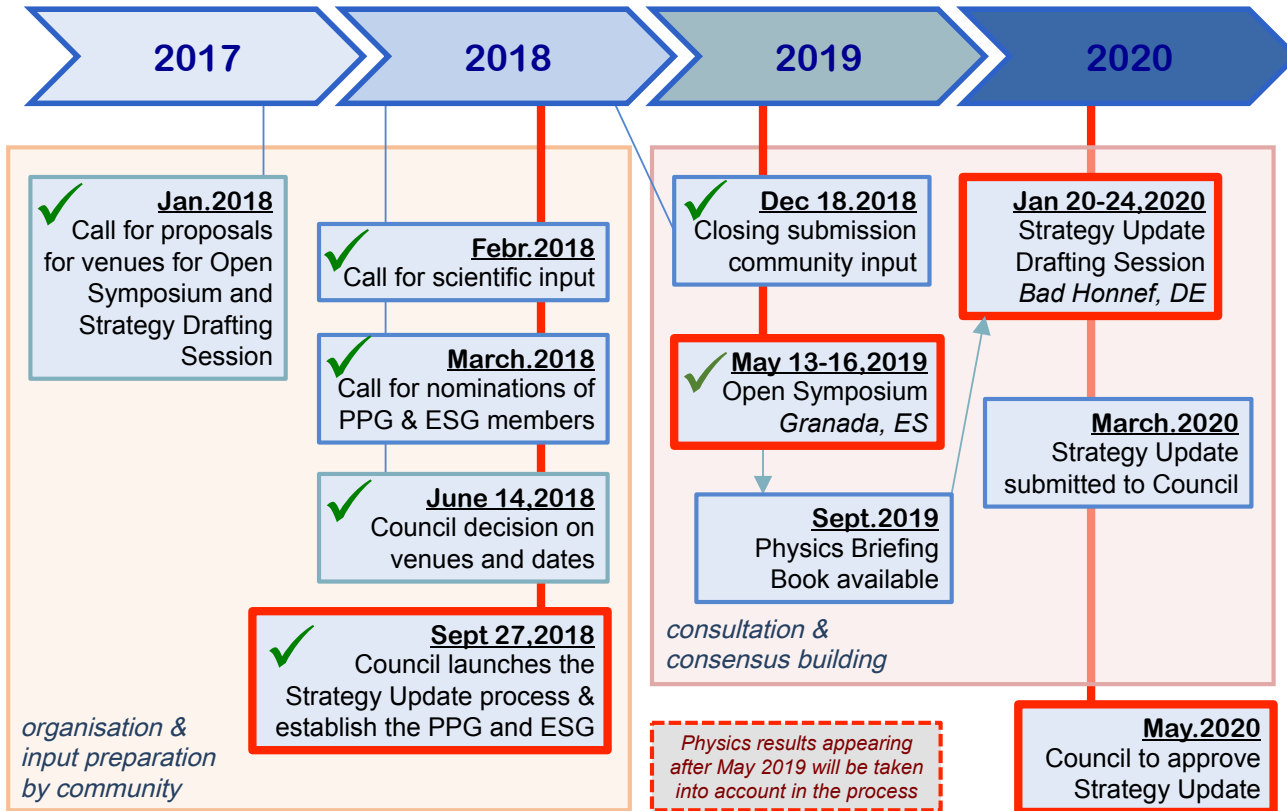 2017
2018
2019
2020
Jan.2018
Call for proposals
for venues for Open
Symposium and
Strategy Drafting
Session
Febr.2018
Call for scientific input
March.2018
Call for nominations of
PPG & ESG members
June 14,2018
Council decision on
venues and dates
Sept 27,2018
Council launches the
Strategy Update process &
establish the PPG and ESG
organisation &
input preparation
by community
Dec 18.2018
Closing submission
community input
May 13-16,2019
Open Symposium
Granada, ES
Sept.2019
Physics Briefing
Book available
consultation &
consensus building
Physics results appearing
after May 2019 will be taken
into account in the process
Jan 20-24,2020
Strategy Update
Drafting Session
Bad Honnef, DE
March.2020
Strategy Update
submitted to Council
May.2020
Council to approve
Strategy Update